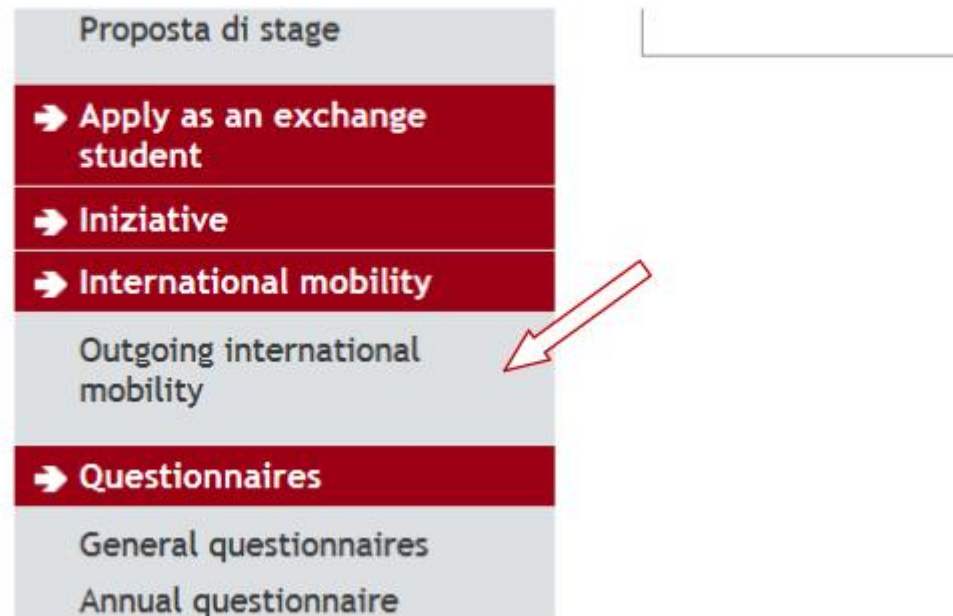 Proposta di stage
Apply as an exchange
student
Iniziative
International mobility
Outgoing international
mobility
Questionnaires
General questionnaires
Annual questionnaire